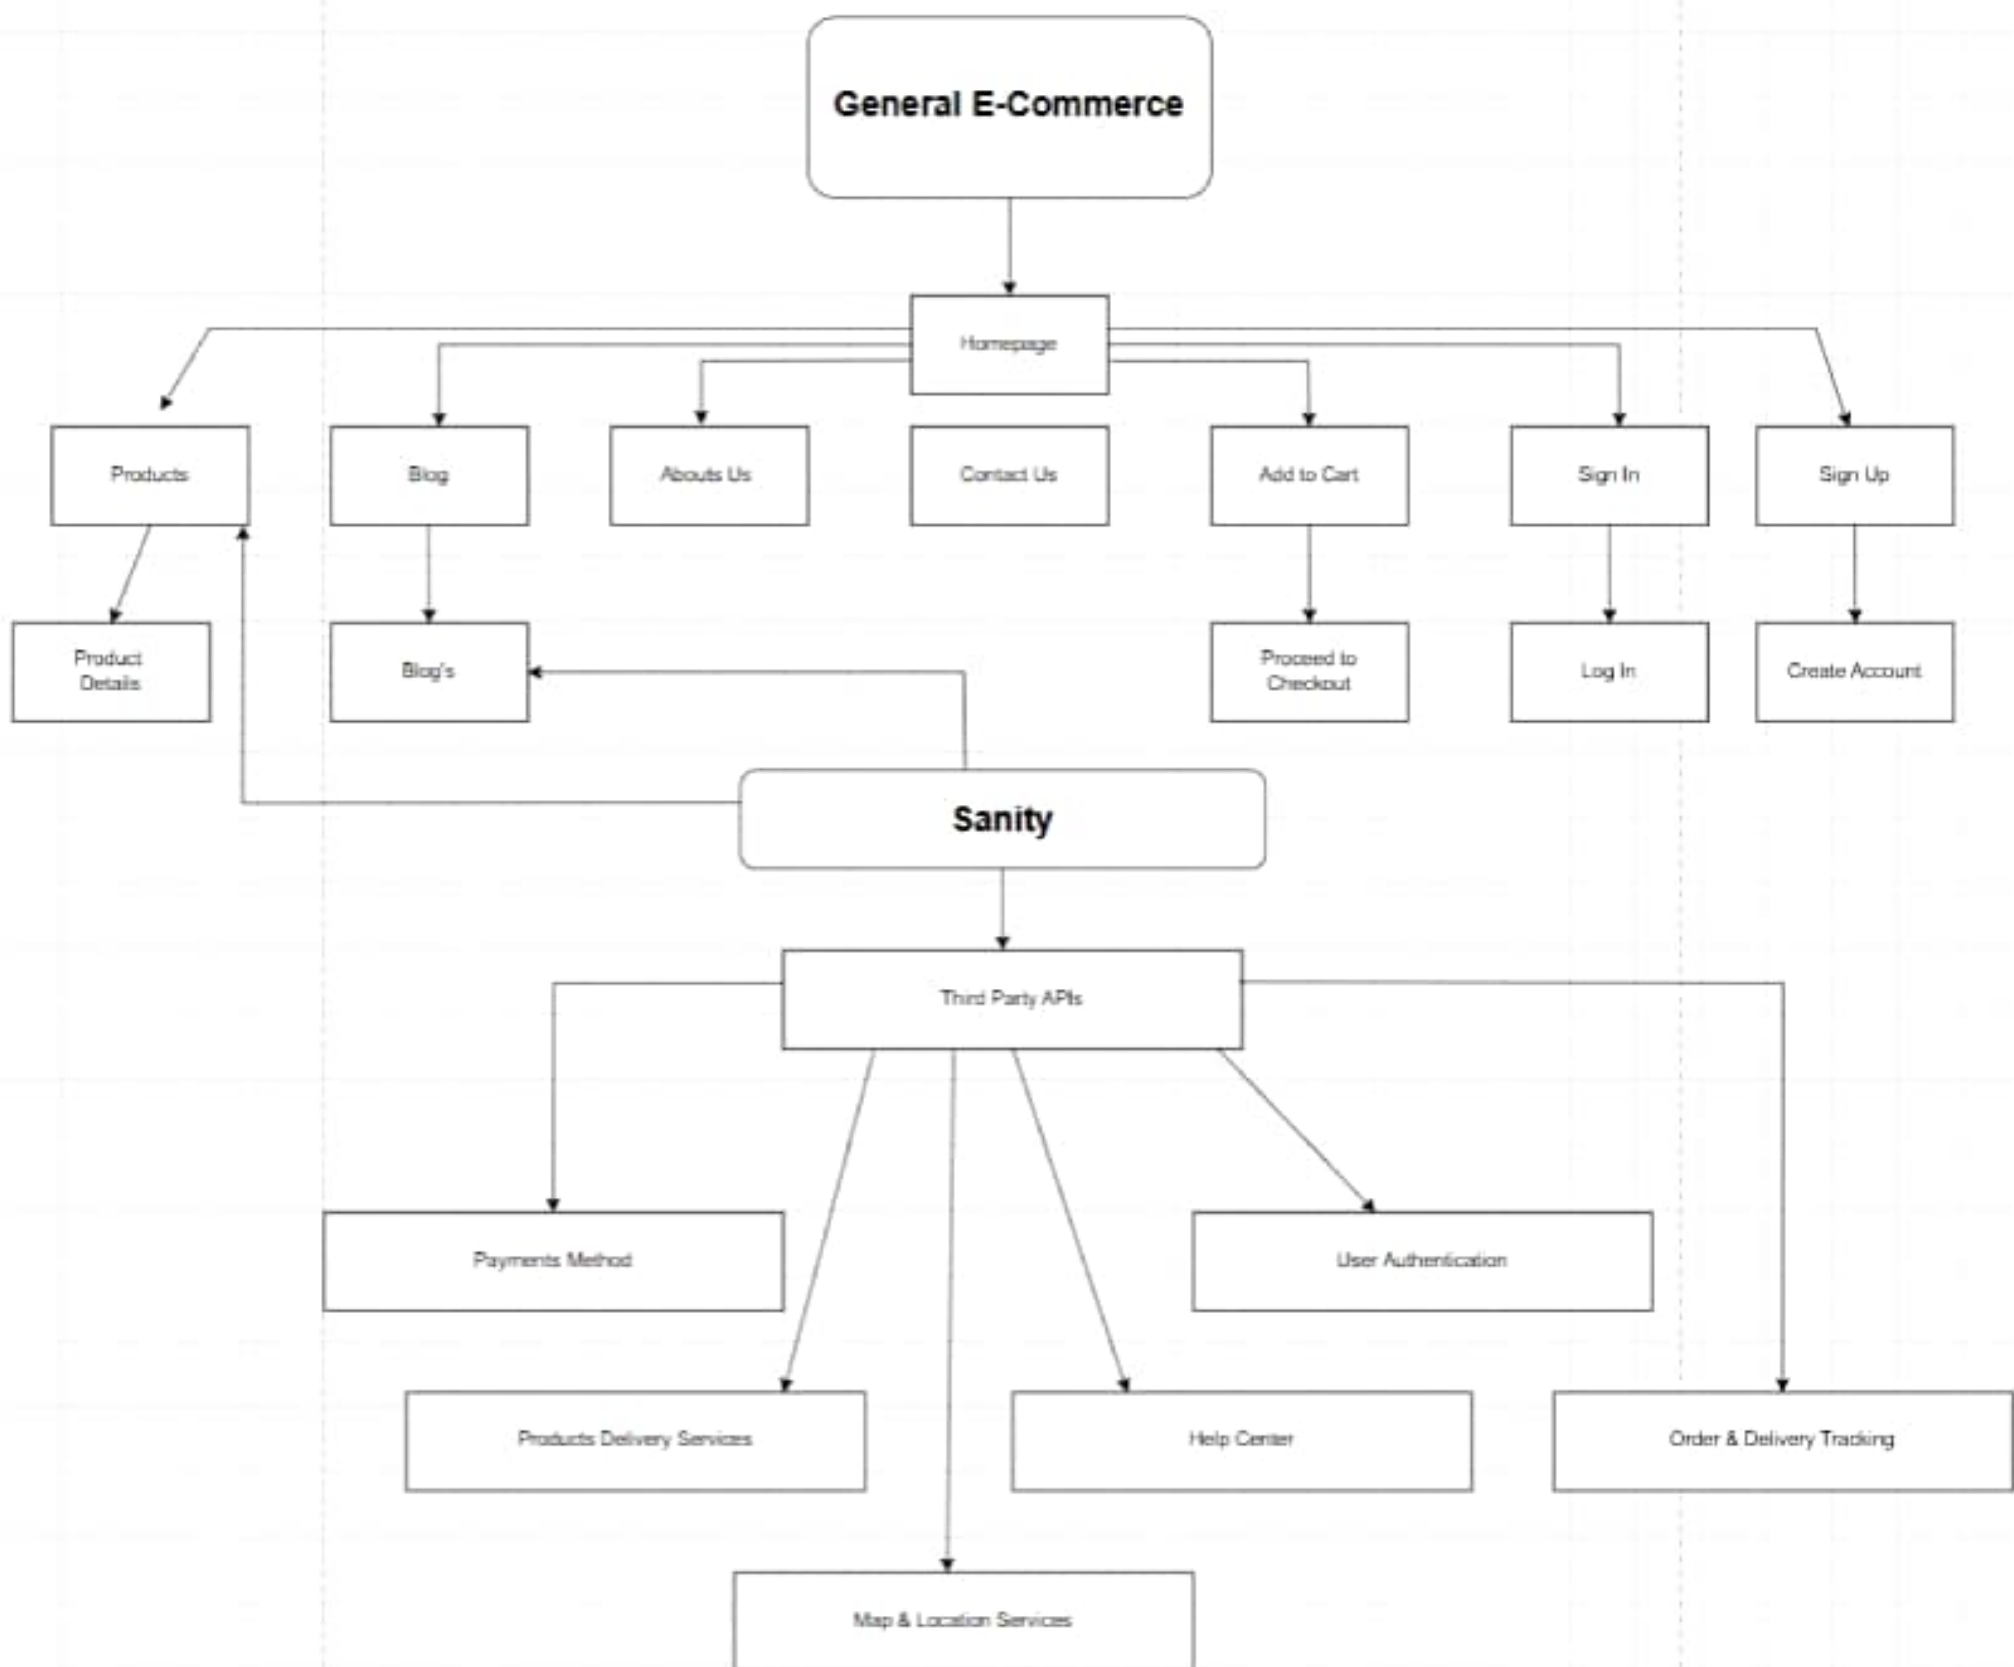 General E-Commerce
Homepage
Products
Blog
Abouts Us
Contact Us
Add to Cart
Sign In
Sign Up
Product
Details
Blog's
Proceed to
Checkout
Log In
Create Account
Sanity
Third Party APIs
Payments Method
User Authentication
Products Delivery Services
Help Center
Order & Delivery Tracking
Map & Location Services